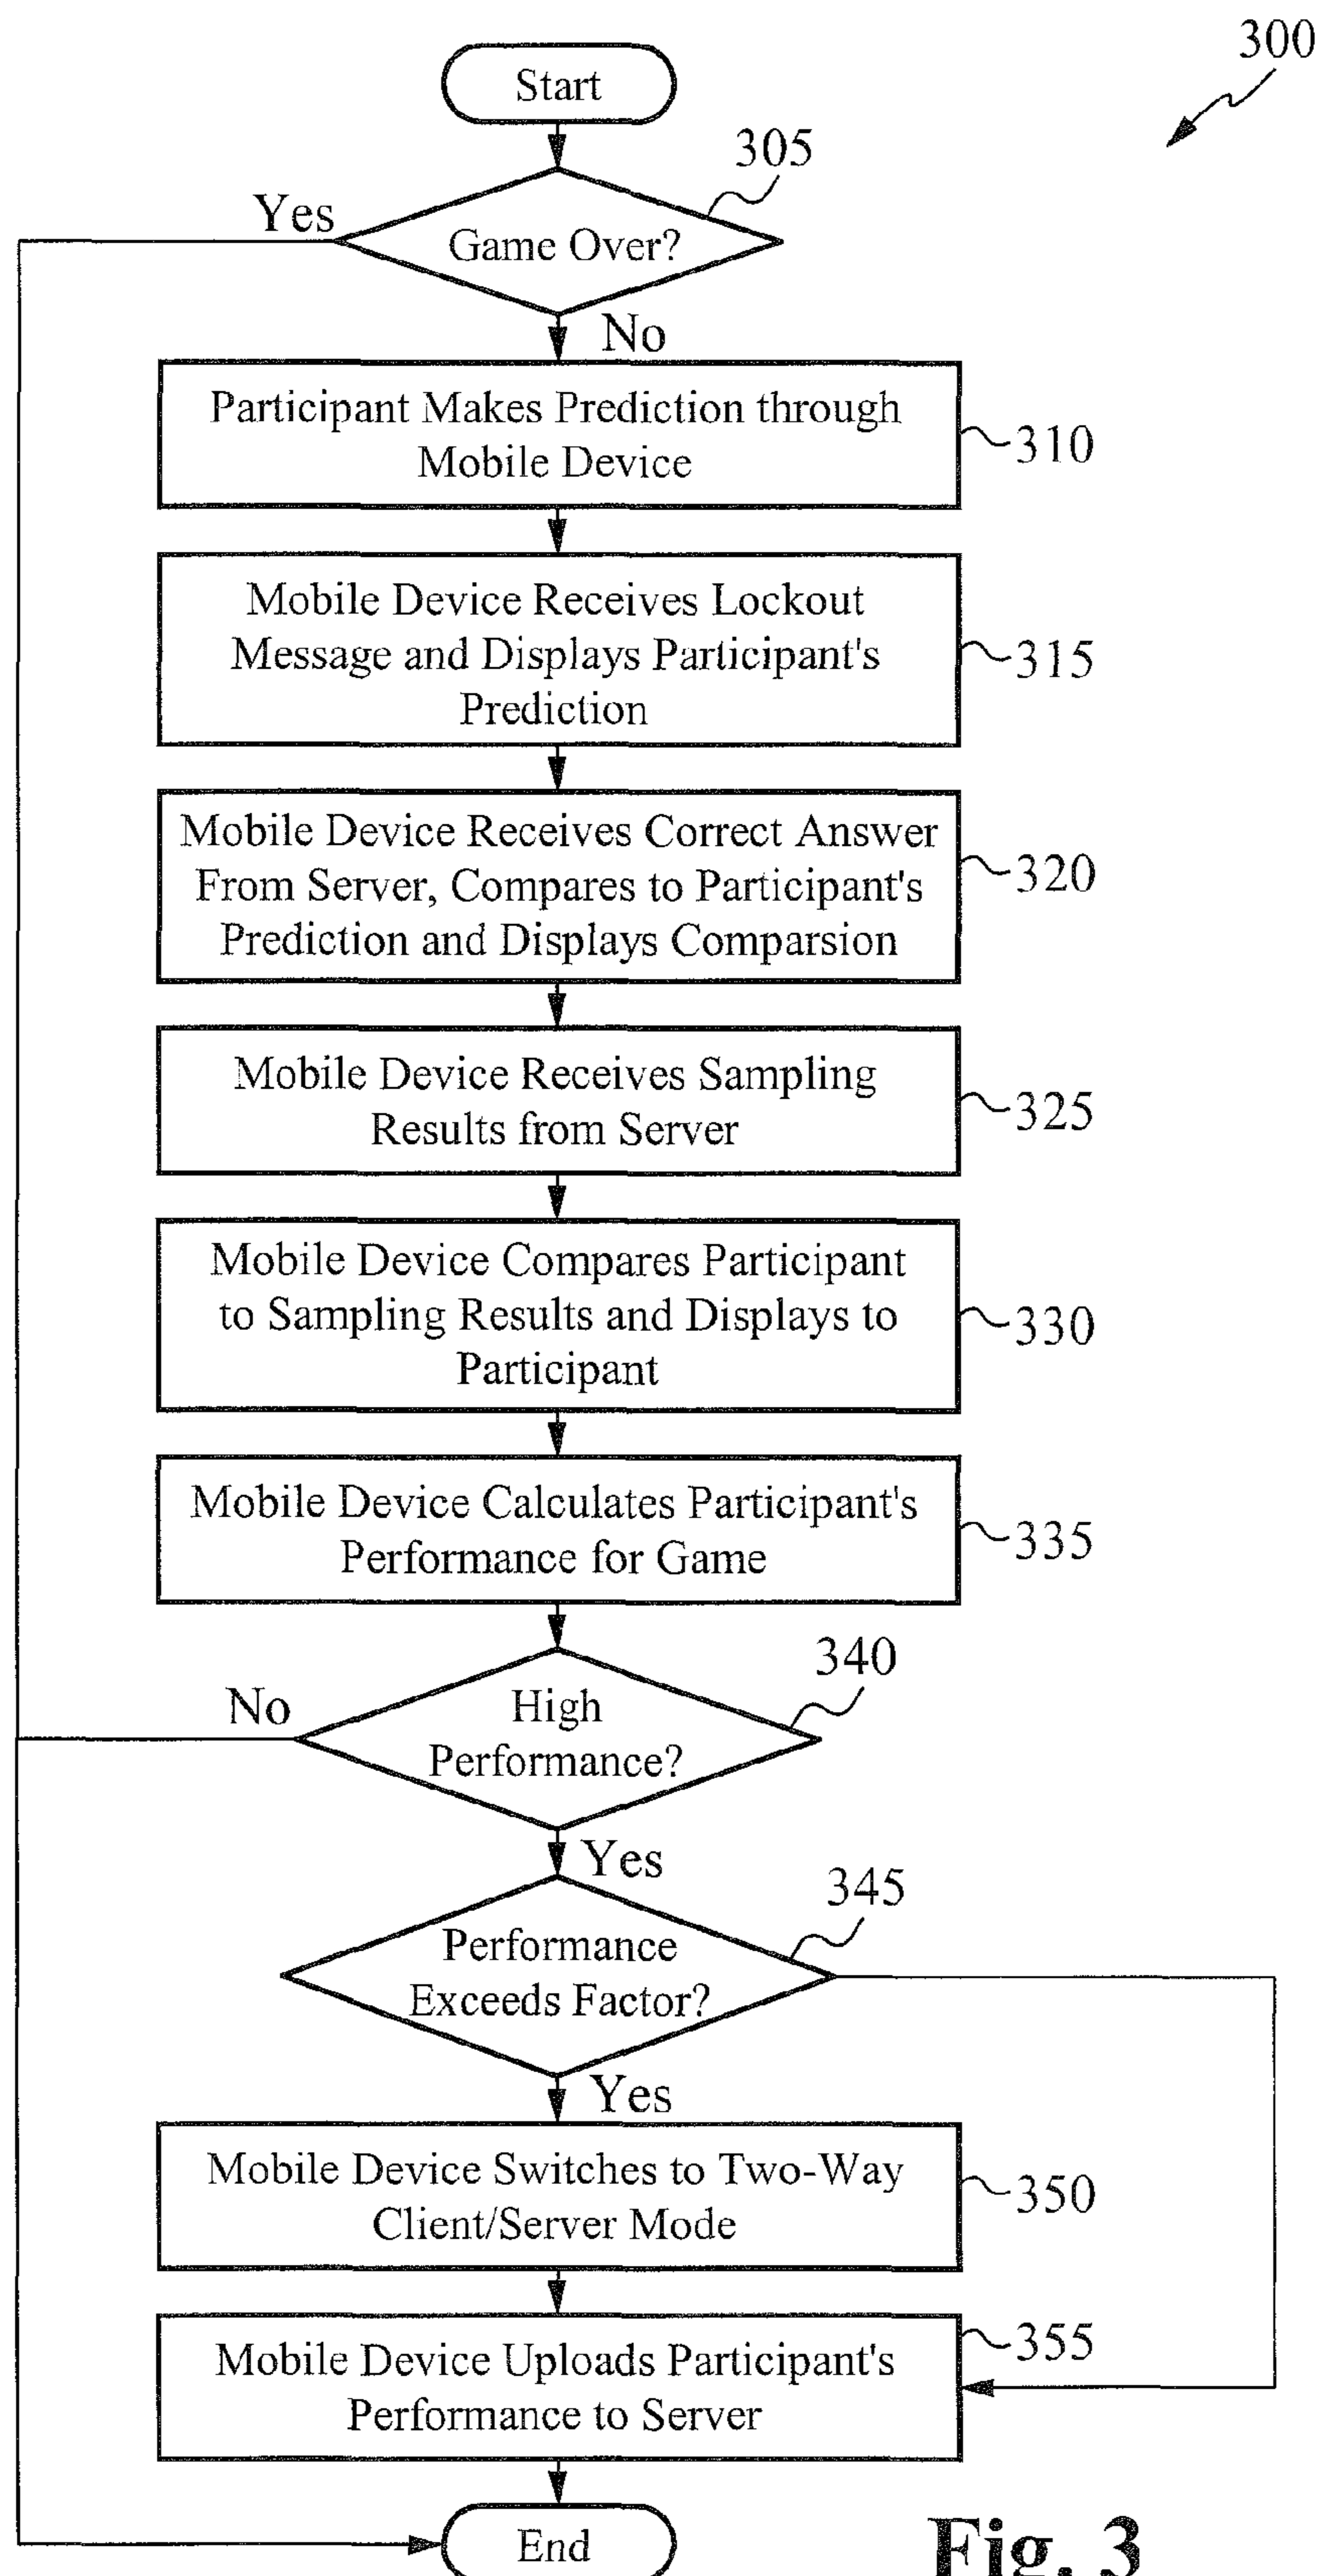 300
Start
305
Yes
Game Over?
No
Participant Makes Prediction through
Mobile Device
310
Mobile Device Receives Lockout
Message and Displays Participant's
Prediction
315
Mobile Device Receives Correct Answer
From Server, Compares to Participant's
Prediction and Displays Comparsion
320
Mobile Device Receives Sampling
Results from Server
325
Mobile Device Compares Participant
to Sampling Results and Displays to
Participant
330
Mobile Device Calculates Participant's
Performance for Game
335
340
No
High
Performance?
Yes
345
Performance
Exceeds Factor?
Yes
Mobile Device Switches to Two-Way
Client/Server Mode
350
Mobile Device Uploads Participant's
Performance to Server
355
End
Fig. 3